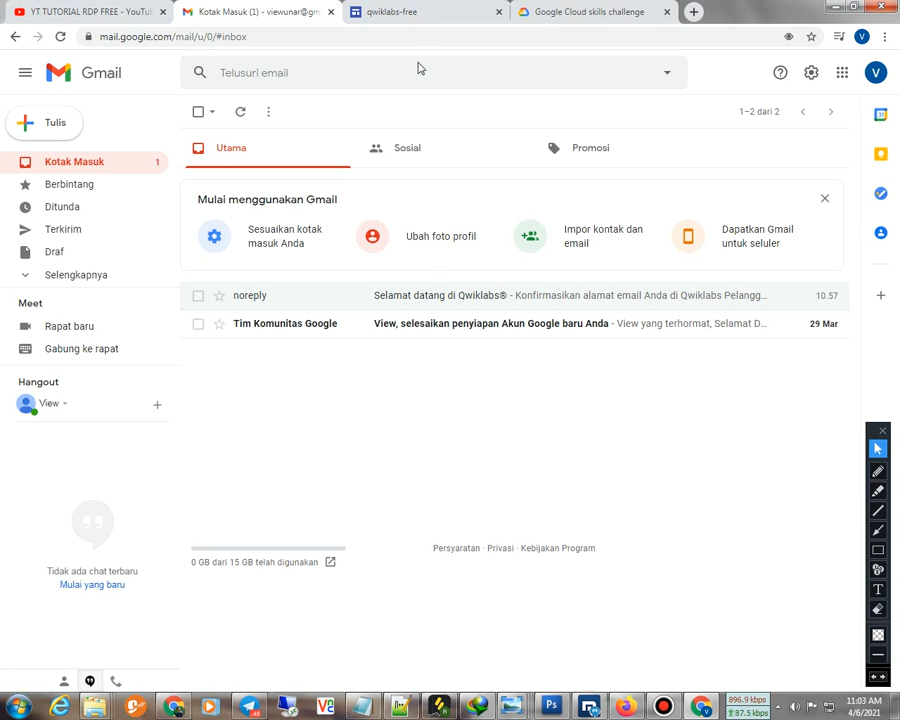 YT TUTORIAL RDP FREE - YouTu
Kotak Masuk (1) - viewunar@gm
qwiklabs-free
Google Cloud skills challenge
mail.google.com/mail/u/0/#inbox
V
Gmail
Telusuri email
V
Tulis
1–2 dari 2
Kotak Masuk 1
Berbintang
Ditunda
Terkirim
Draf
Selengkapnya
Utama
Sosial
Promosi
Mulai menggunakan Gmail
Sesuaikan kotak
masuk Anda
Ubah foto profil
Impor kontak dan
email
Dapatkan Gmail
untuk seluler
noreply Selamat datang di Qwiklabs® - Konfirmasikan alamat email Anda di Qwiklabs Pelangg... 10.57
Tim Komunitas Google View, selesaikan penyiapan Akun Google baru Anda - View yang terhormat, Selamat D... 29 Mar
Meet
Rapat baru
Gabung ke rapat
Hangout
View
Tidak ada chat terbaru
Mulai yang baru
0 GB dari 15 GB telah digunakan
Persyaratan · Privasi · Kebijakan Program
T
48
Ps
896.9 kbps
87.5 kbps
11:03 AM
4/6/2021